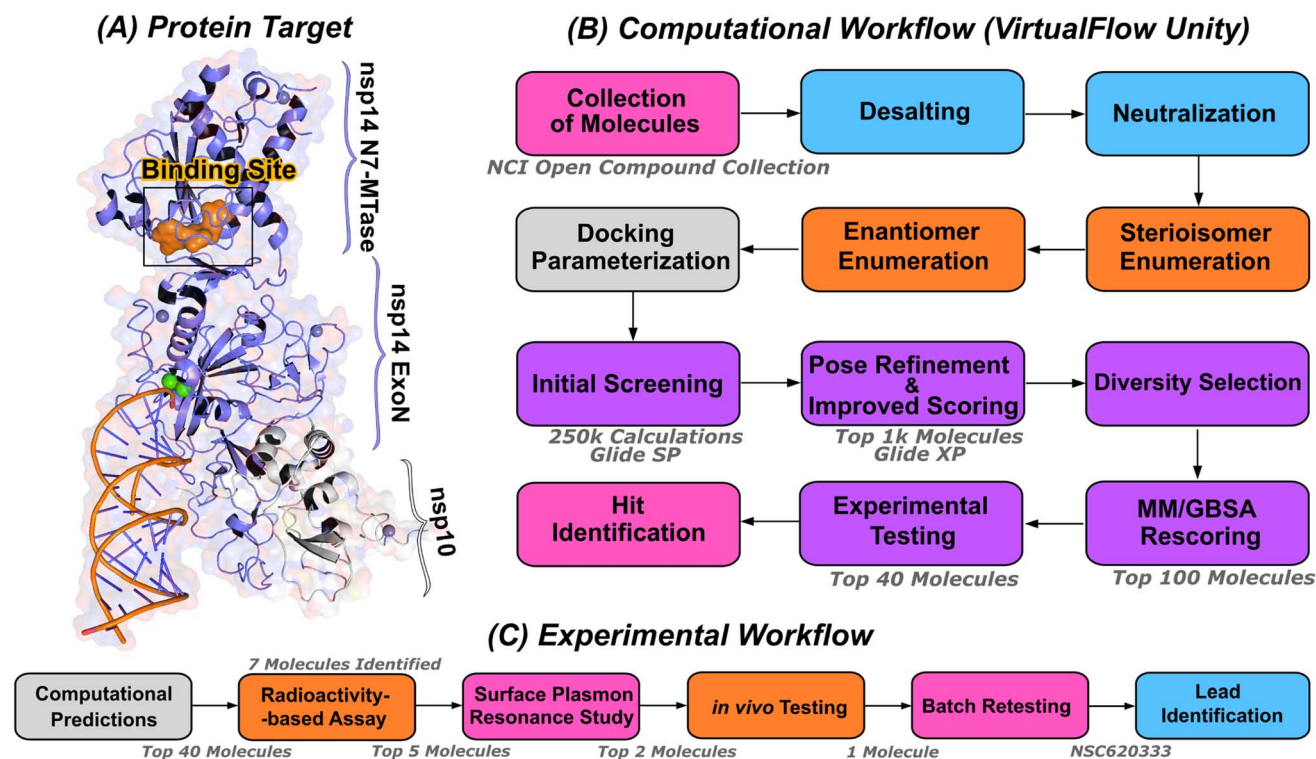 (A) Protein Target
nsp14 N7-MTase
Binding Site
nsp14 ExoN
nsp10
(B) Computational Workflow (VirtualFlow Unity)
Collection
of Molecules
NCI Open Compound Collection
Desalting
Neutralization
Docking
Parameterization
Enantiomer
Enumeration
Sterioisomer
Enumeration
Initial Screening
250k Calculations
Glide SP
Pose Refinement
&
Improved Scoring
Top 1k Molecules
Glide XP
Diversity Selection
Hit
Identification
Experimental
Testing
Top 40 Molecules
MM/GBSA
Rescoring
Top 100 Molecules
(C) Experimental Workflow
Computational
Predictions
Top 40 Molecules
7 Molecules Identified
Radioactivity-
-based Assay
Top 5 Molecules
Surface Plasmon
Resonance Study
Top 2 Molecules
in vivo Testing
1 Molecule
Batch Retesting
NSC620333
Lead
Identification